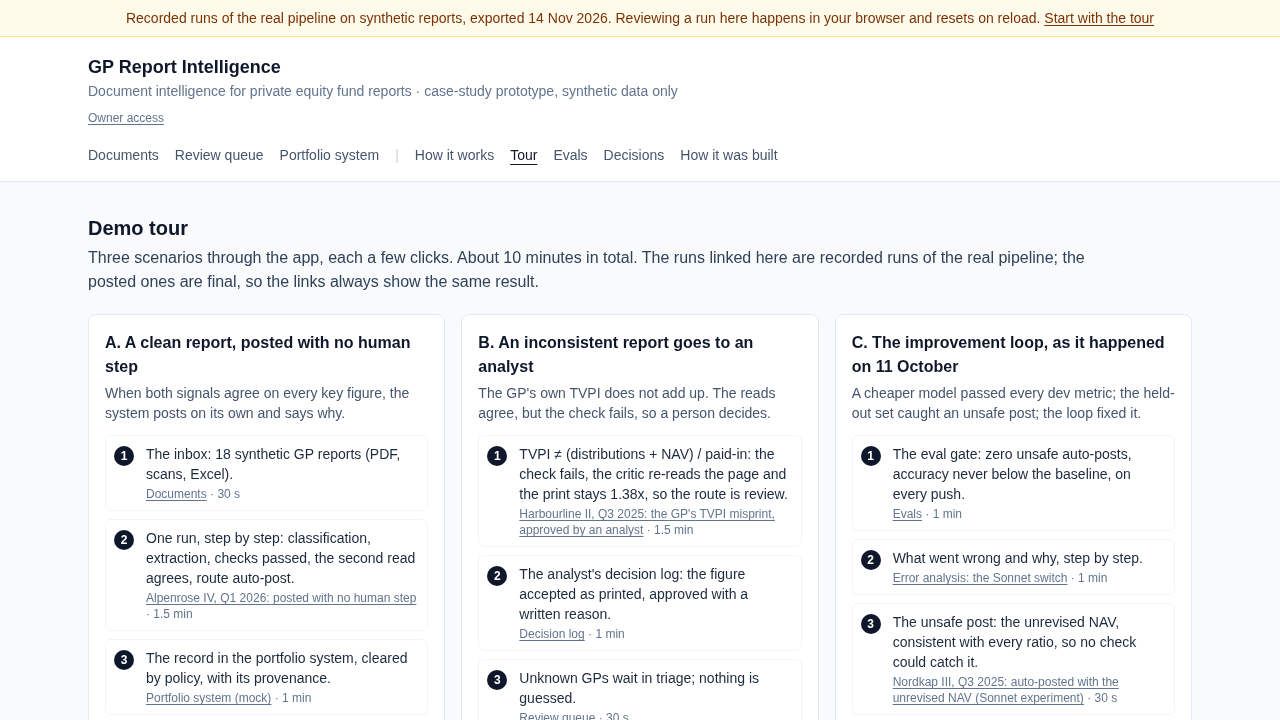 Recorded runs of the real pipeline on synthetic reports, exported 14 Nov 2026. Reviewing a run here happens in your browser and resets on reload. Start with the tour
GP Report Intelligence
Document intelligence for private equity fund reports · case-study prototype, synthetic data only
Owner access
Documents Review queue Portfolio system | How it works Tour Evals Decisions How it was built
Demo tour
Three scenarios through the app, each a few clicks. About 10 minutes in total. The runs linked here are recorded runs of the real pipeline; the
posted ones are final, so the links always show the same result.
A. A clean report, posted with no human
step
When both signals agree on every key figure, the
system posts on its own and says why.
1 The inbox: 18 synthetic GP reports (PDF,
scans, Excel).
Documents · 30 s
2 One run, step by step: classification,
extraction, checks passed, the second read
agrees, route auto-post.
Alpenrose IV, Q1 2026: posted with no human step
· 1.5 min
3 The record in the portfolio system, cleared
by policy, with its provenance.
Portfolio system (mock) · 1 min
B. An inconsistent report goes to an
analyst
The GP's own TVPI does not add up. The reads
agree, but the check fails, so a person decides.
1 TVPI ≠ (distributions + NAV) / paid-in: the
check fails, the critic re-reads the page and
the print stays 1.38x, so the route is review.
Harbourline II, Q3 2025: the GP's TVPI misprint,
approved by an analyst · 1.5 min
2 The analyst's decision log: the figure
accepted as printed, approved with a
written reason.
Decision log · 1 min
3 Unknown GPs wait in triage; nothing is
guessed.
Review queue · 30 s
C. The improvement loop, as it happened
on 11 October
A cheaper model passed every dev metric; the held-
out set caught an unsafe post; the loop fixed it.
1 The eval gate: zero unsafe auto-posts,
accuracy never below the baseline, on
every push.
Evals · 1 min
2 What went wrong and why, step by step.
Error analysis: the Sonnet switch · 1 min
3 The unsafe post: the unrevised NAV,
consistent with every ratio, so no check
could catch it.
Nordkap III, Q3 2025: auto-posted with the
unrevised NAV (Sonnet experiment) · 30 s